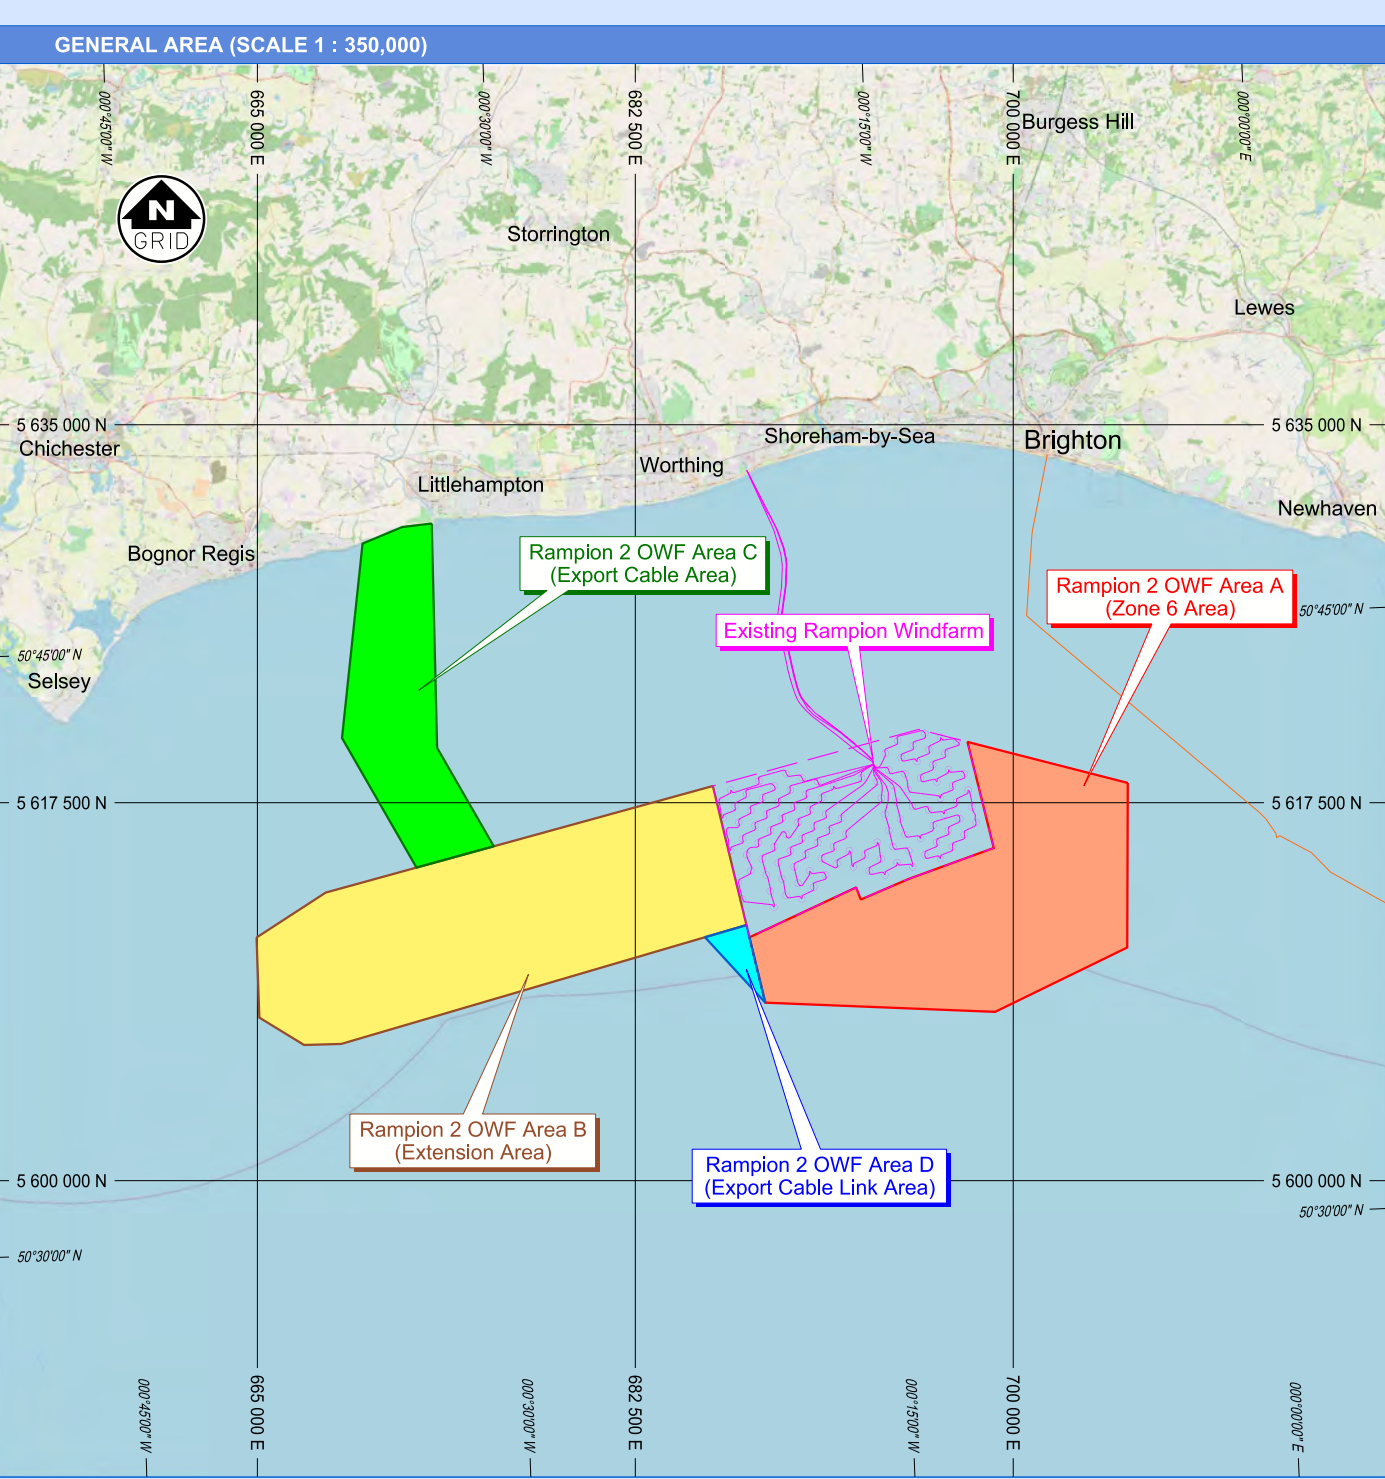 GENERAL AREA (SCALE 1 : 350,000)
000°45'00" W
665 000 E
000°30'00" W
682 500 E
000°15'00" W
700 000 E
000°00'00" E
Burgess Hill
N
GRID
Storrington
Lewes
5 635 000 N
5 635 000 N
Chichester
Shoreham-by-Sea
Brighton
Worthing
Littlehampton
Newhaven
Bognor Regis
Rampion 2 OWF Area C
(Export Cable Area)
Rampion 2 OWF Area A
(Zone 6 Area)
50°45'00" N
Existing Rampion Windfarm
50°45'00" N
Selsey
5 617 500 N
5 617 500 N
Rampion 2 OWF Area B
(Extension Area)
Rampion 2 OWF Area D
(Export Cable Link Area)
5 600 000 N
5 600 000 N
50°30'00" N
50°30'00" N
000°45'00" W
665 000 E
000°30'00" W
682 500 E
000°15'00" W
700 000 E
000°00'00" E